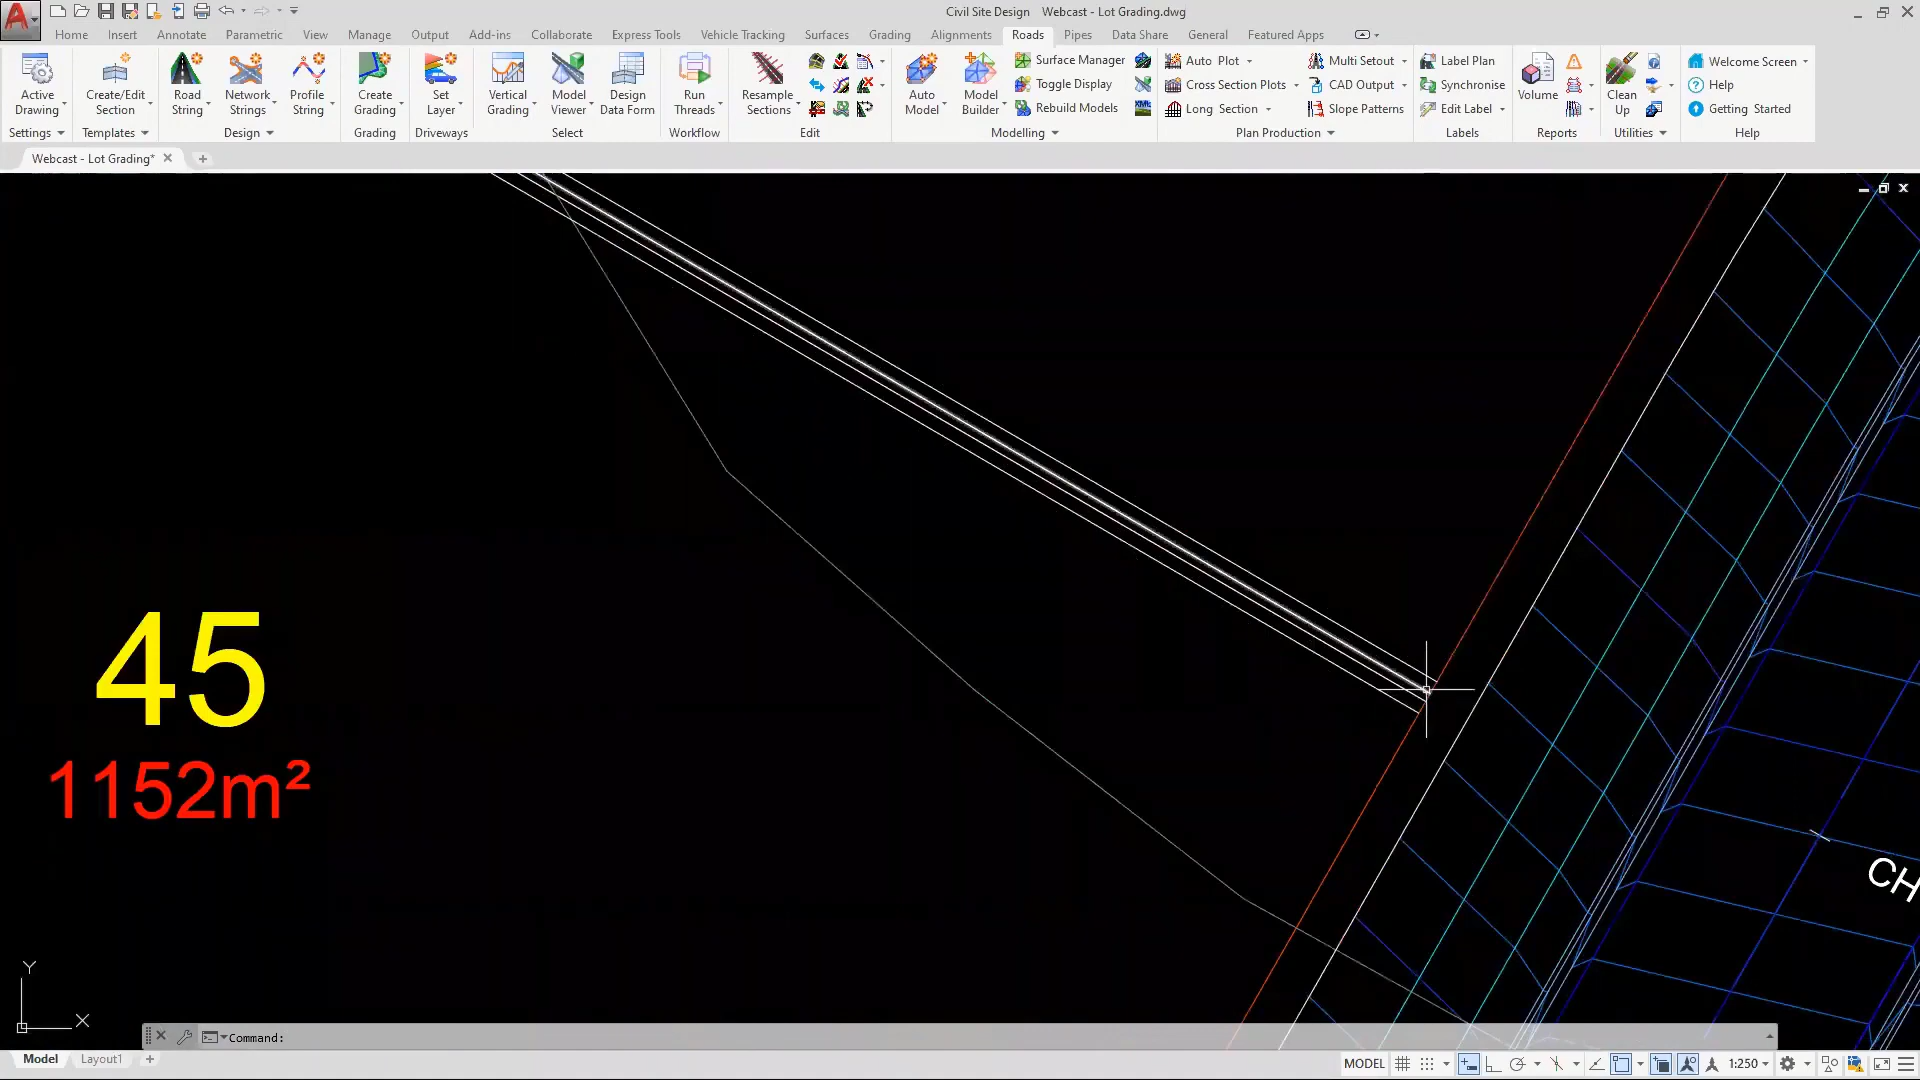 Civil Site Design Webcast - Lot Grading.dwg
Home Insert Annotate Parametric View Manage Output Add-ins Collaborate Express Tools Vehicle Tracking Surfaces Grading Alignments Roads Pipes Data Share General Featured Apps
Active Drawing
Create/Edit Section
Road String
Network Strings
Profile String
Create Grading
Set Layer
Vertical Grading
Model Viewer
Design Data Form
Run Threads
Resample Sections
Auto Model
Model Builder
Surface Manager
Toggle Display
Rebuild Models
Auto Plot
Cross Section Plots
Long Section
Multi Setout
CAD Output
Slope Patterns
Label Plan
Synchronise
Edit Label
Volume
Clean Up
Welcome Screen
Help
Getting Started
Settings Templates Design Grading Driveways Select Workflow Edit Modelling Plan Production Labels Reports Utilities Help
Webcast - Lot Grading*
45
1152m²
CH
Y
X
Command:
Model Layout1
MODEL 1:250